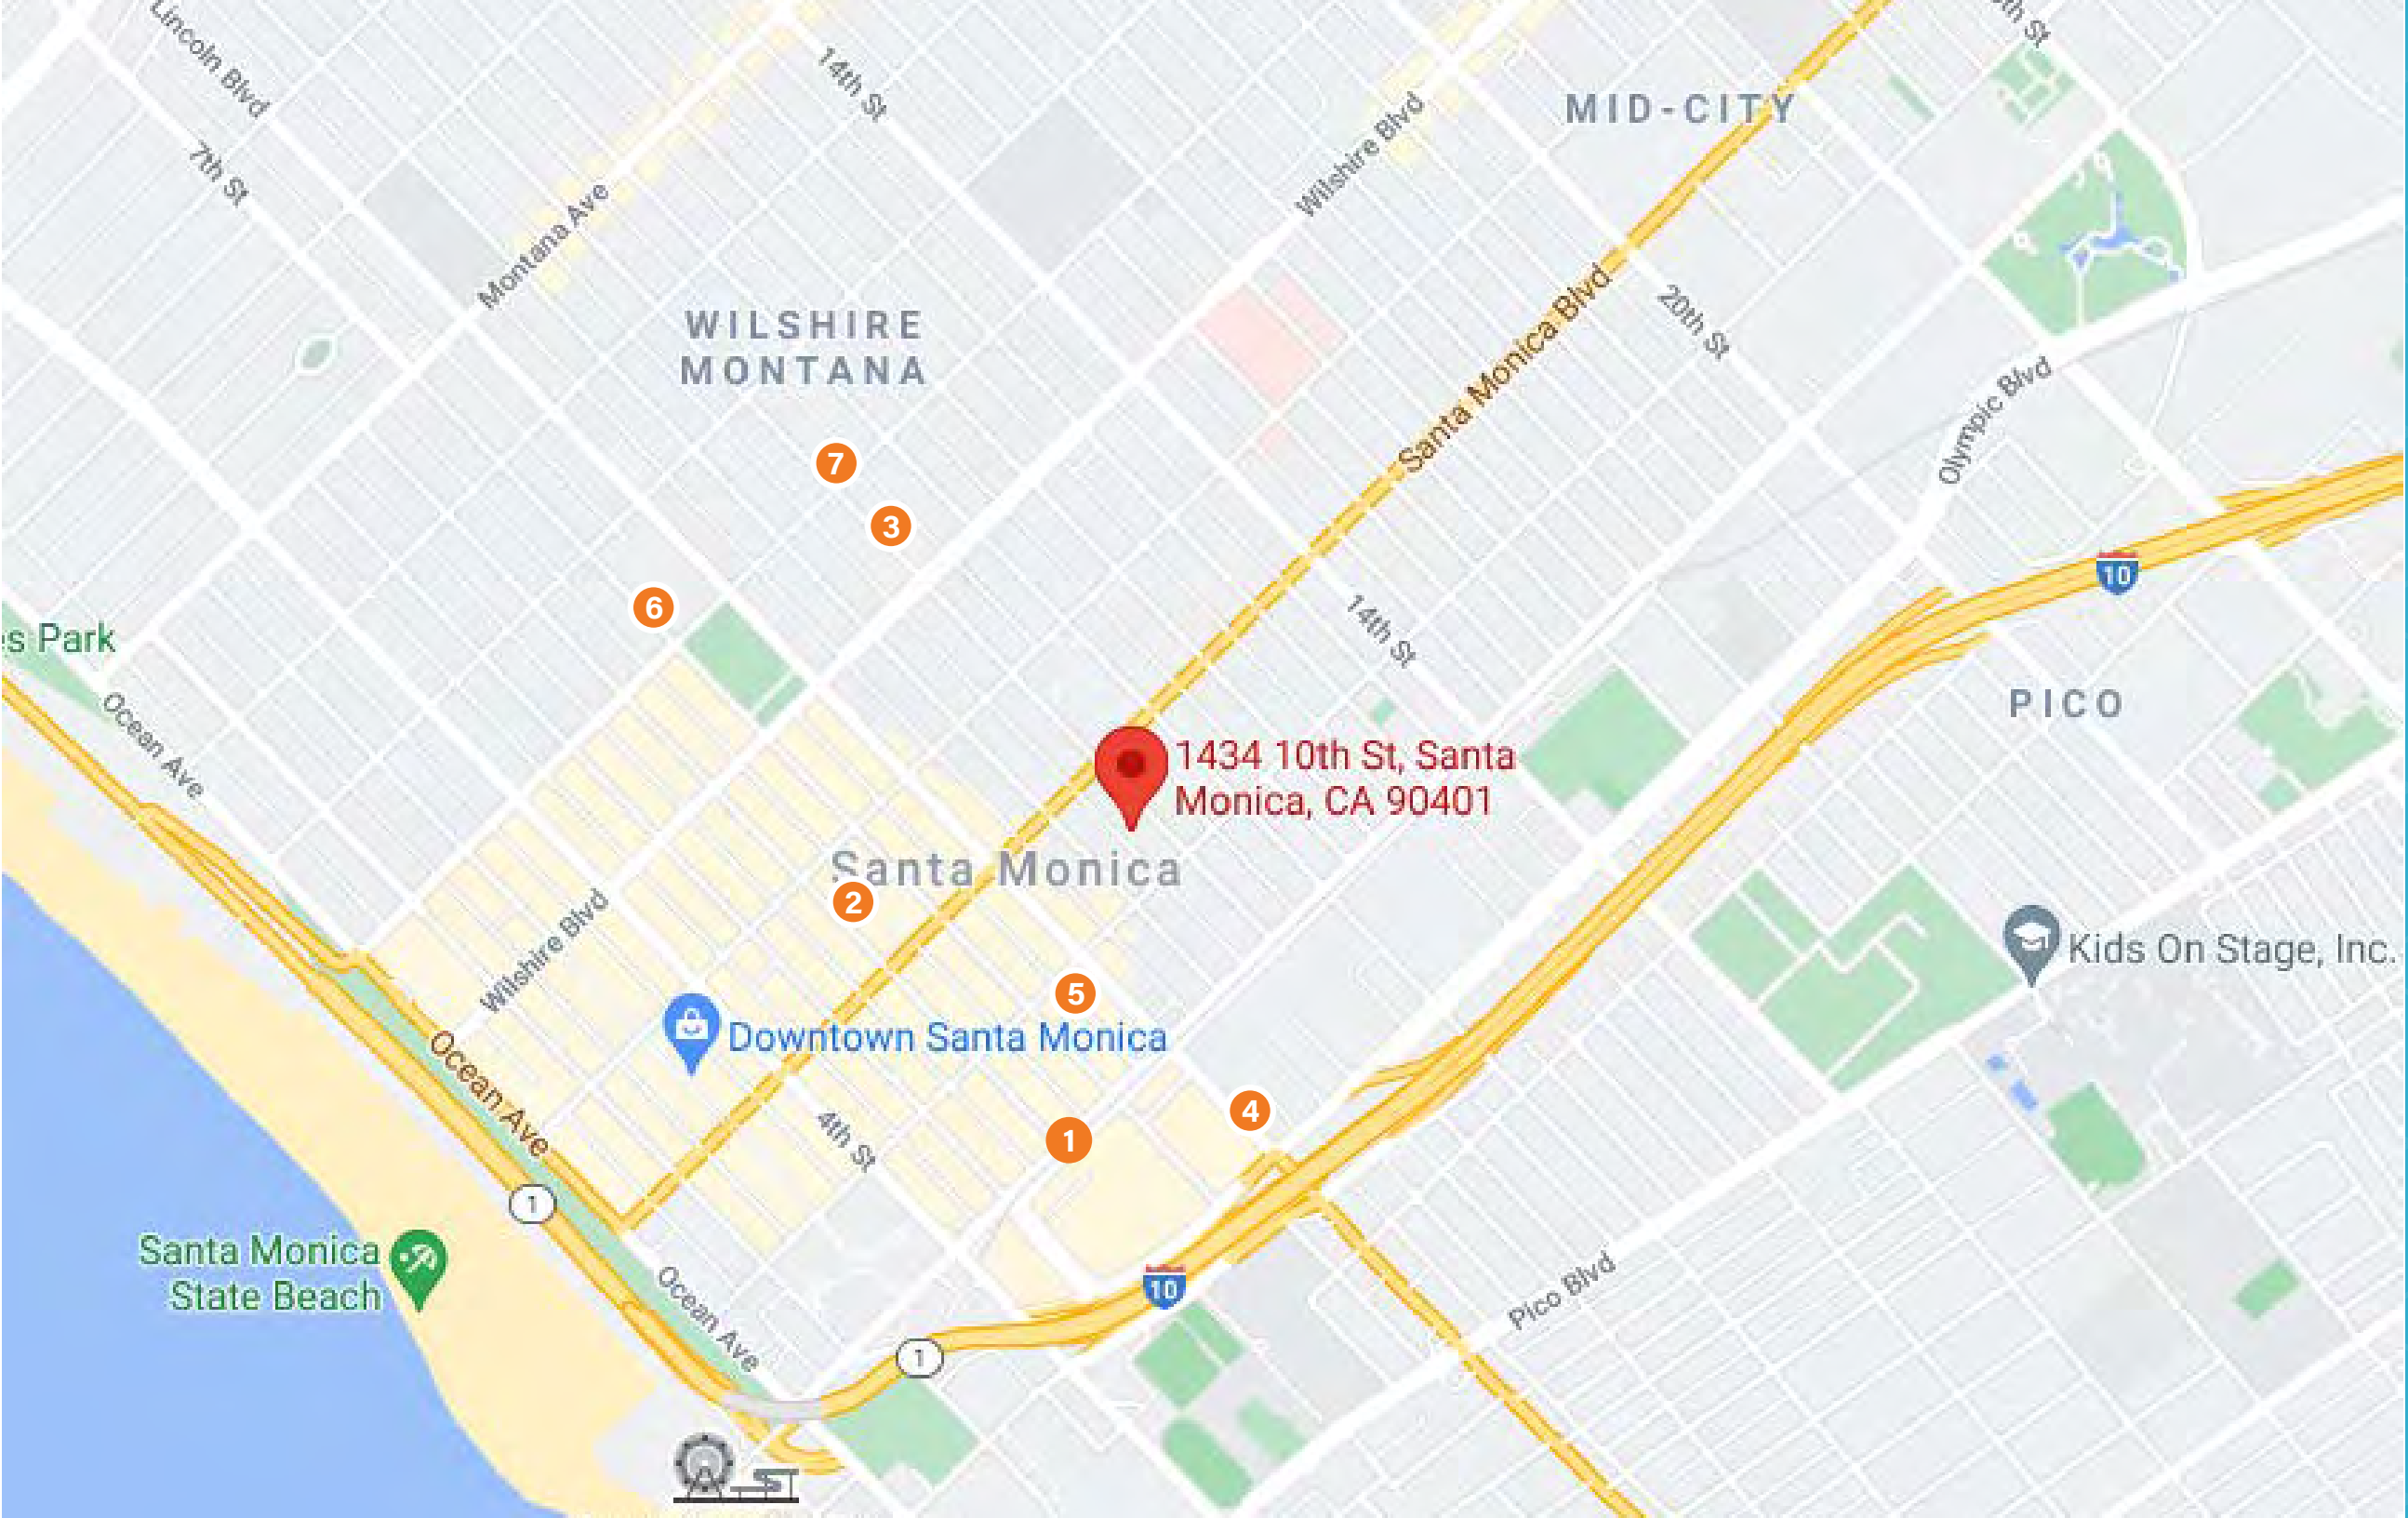 Lincoln Blvd
14th St
th St
7th St
MID-CITY
Wilshire Blvd
Montana Ave
WILSHIRE
MONTANA
Santa Monica Blvd
20th St
Olympic Blvd
7
3
10
6
14th St
es Park
Ocean Ave
PICO
1434 10th St, Santa
Monica, CA 90401
Santa Monica
2
Wilshire Blvd
Kids On Stage, Inc.
5
Downtown Santa Monica
Ocean Ave
4th St
4
1
1
Santa Monica
State Beach
10
Ocean Ave
Pico Blvd
1